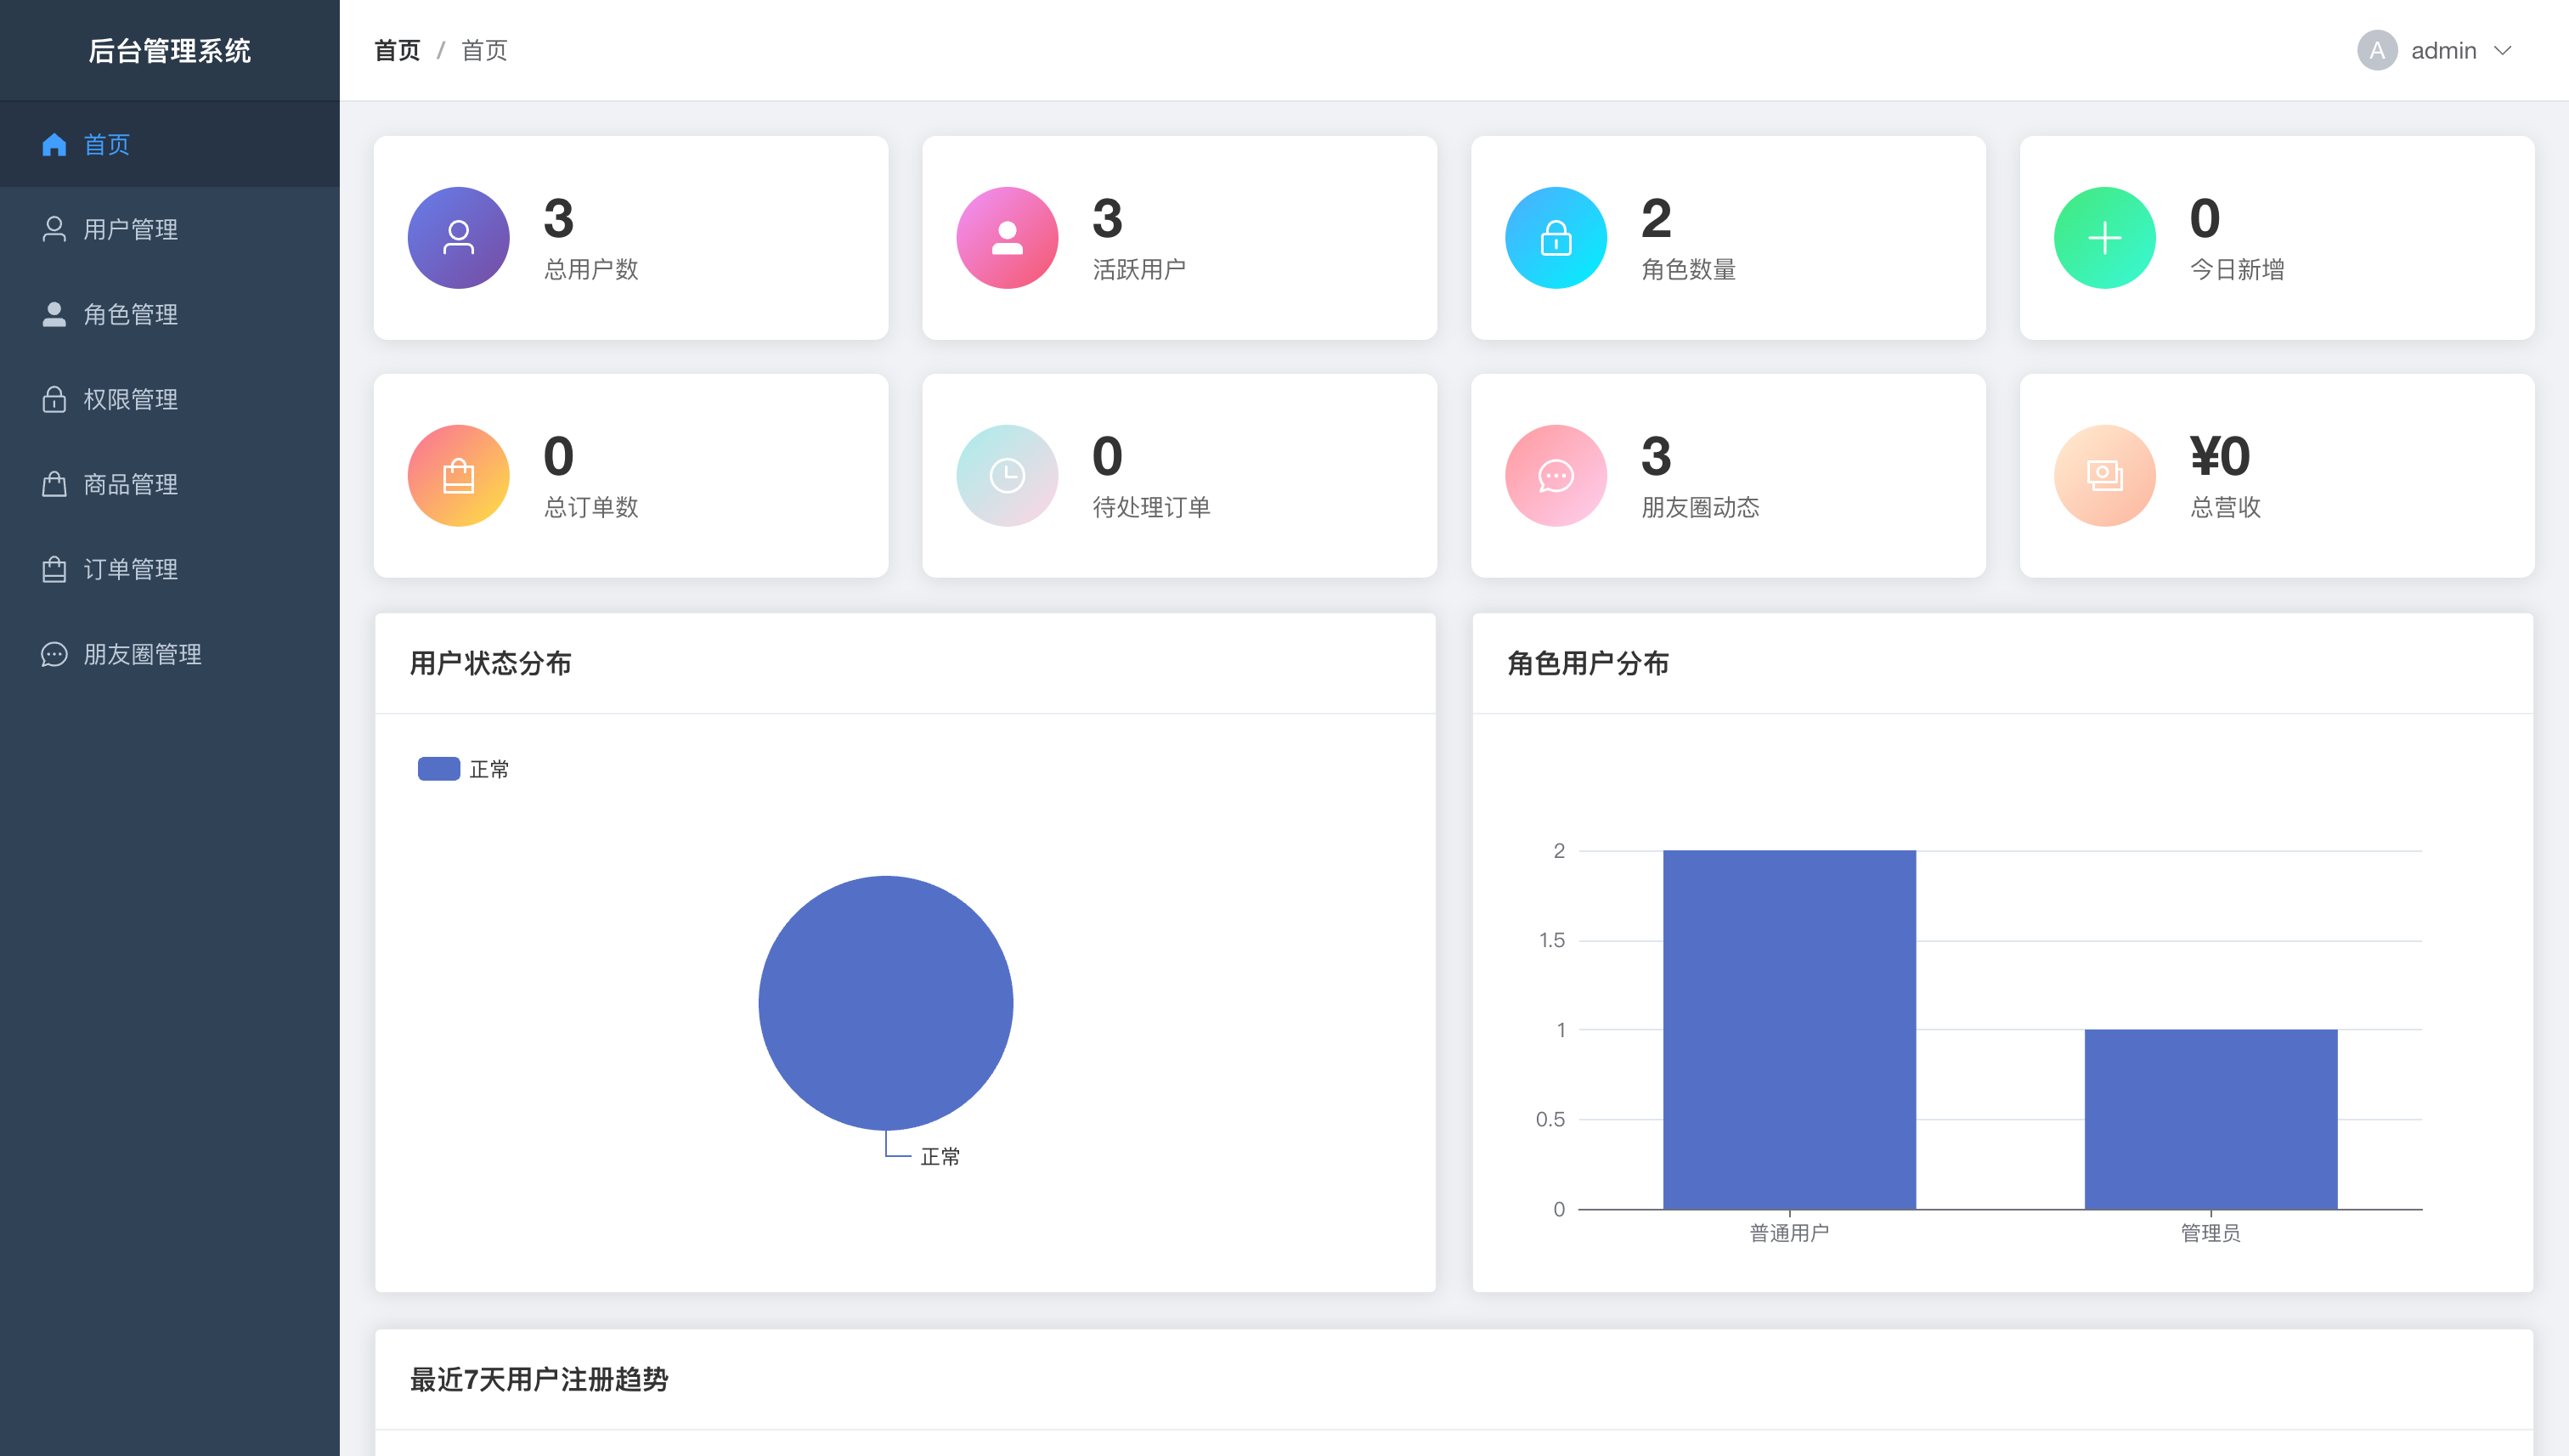 后台管理系统
首页
用户管理
角色管理
权限管理
商品管理
订单管理
朋友圈管理
首页 / 首页
A admin
3
总用户数
3
活跃用户
2
角色数量
0
今日新增
0
总订单数
0
待处理订单
3
朋友圈动态
¥0
总营收
用户状态分布
正常
正常
角色用户分布
2
1.5
1
0.5
0
普通用户
管理员
最近7天用户注册趋势